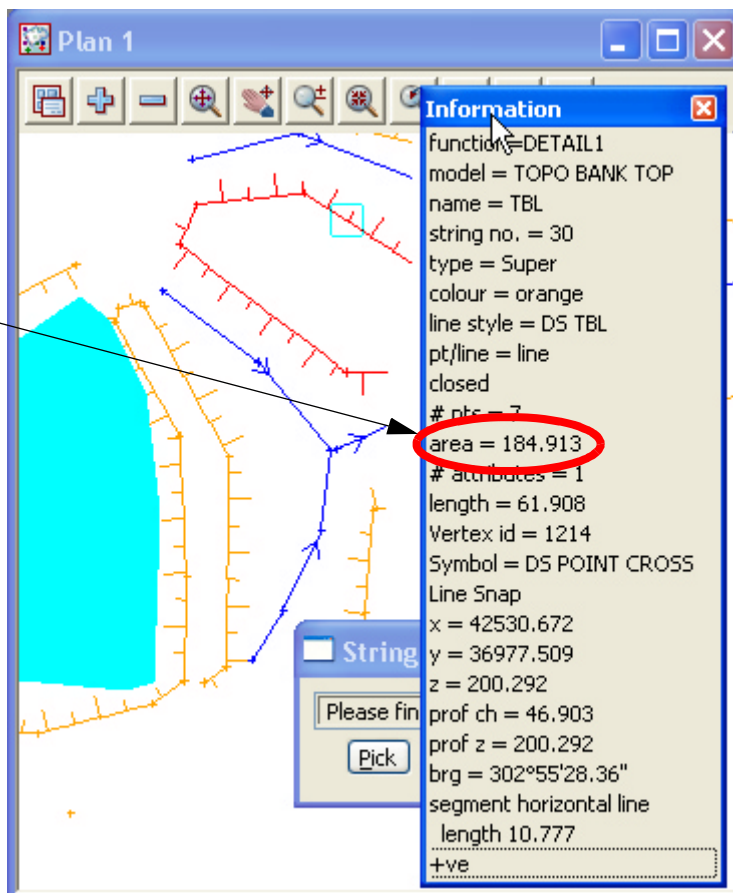 Plan 1
Information
function=DETAIL1
model = TOPO BANK TOP
name = TBL
string no. = 30
type = Super
colour = orange
line style = DS TBL
pt/line = line
closed
# pts = 7
area = 184.913
# attributes = 1
length = 61.908
Vertex id = 1214
Symbol = DS POINT CROSS
Line Snap
x = 42530.672
y = 36977.509
z = 200.292
prof ch = 46.903
prof z = 200.292
brg = 302°55'28.36"
segment horizontal line
length 10.777
+ve
String
Please fin
Pick